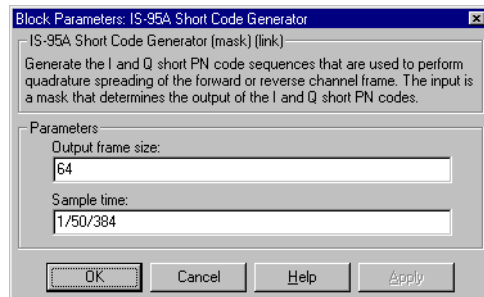 Block Parameters: IS-95A Short Code Generator
IS-95A Short Code Generator (mask) (link)
Generate the I and Q short PN code sequences that are used to perform
quadrature spreading of the forward or reverse channel frame. The input is
a mask that determines the output of the I and Q short PN codes.
Parameters
Output frame size:
64
Sample time:
1/50/384
OK Cancel Help Apply